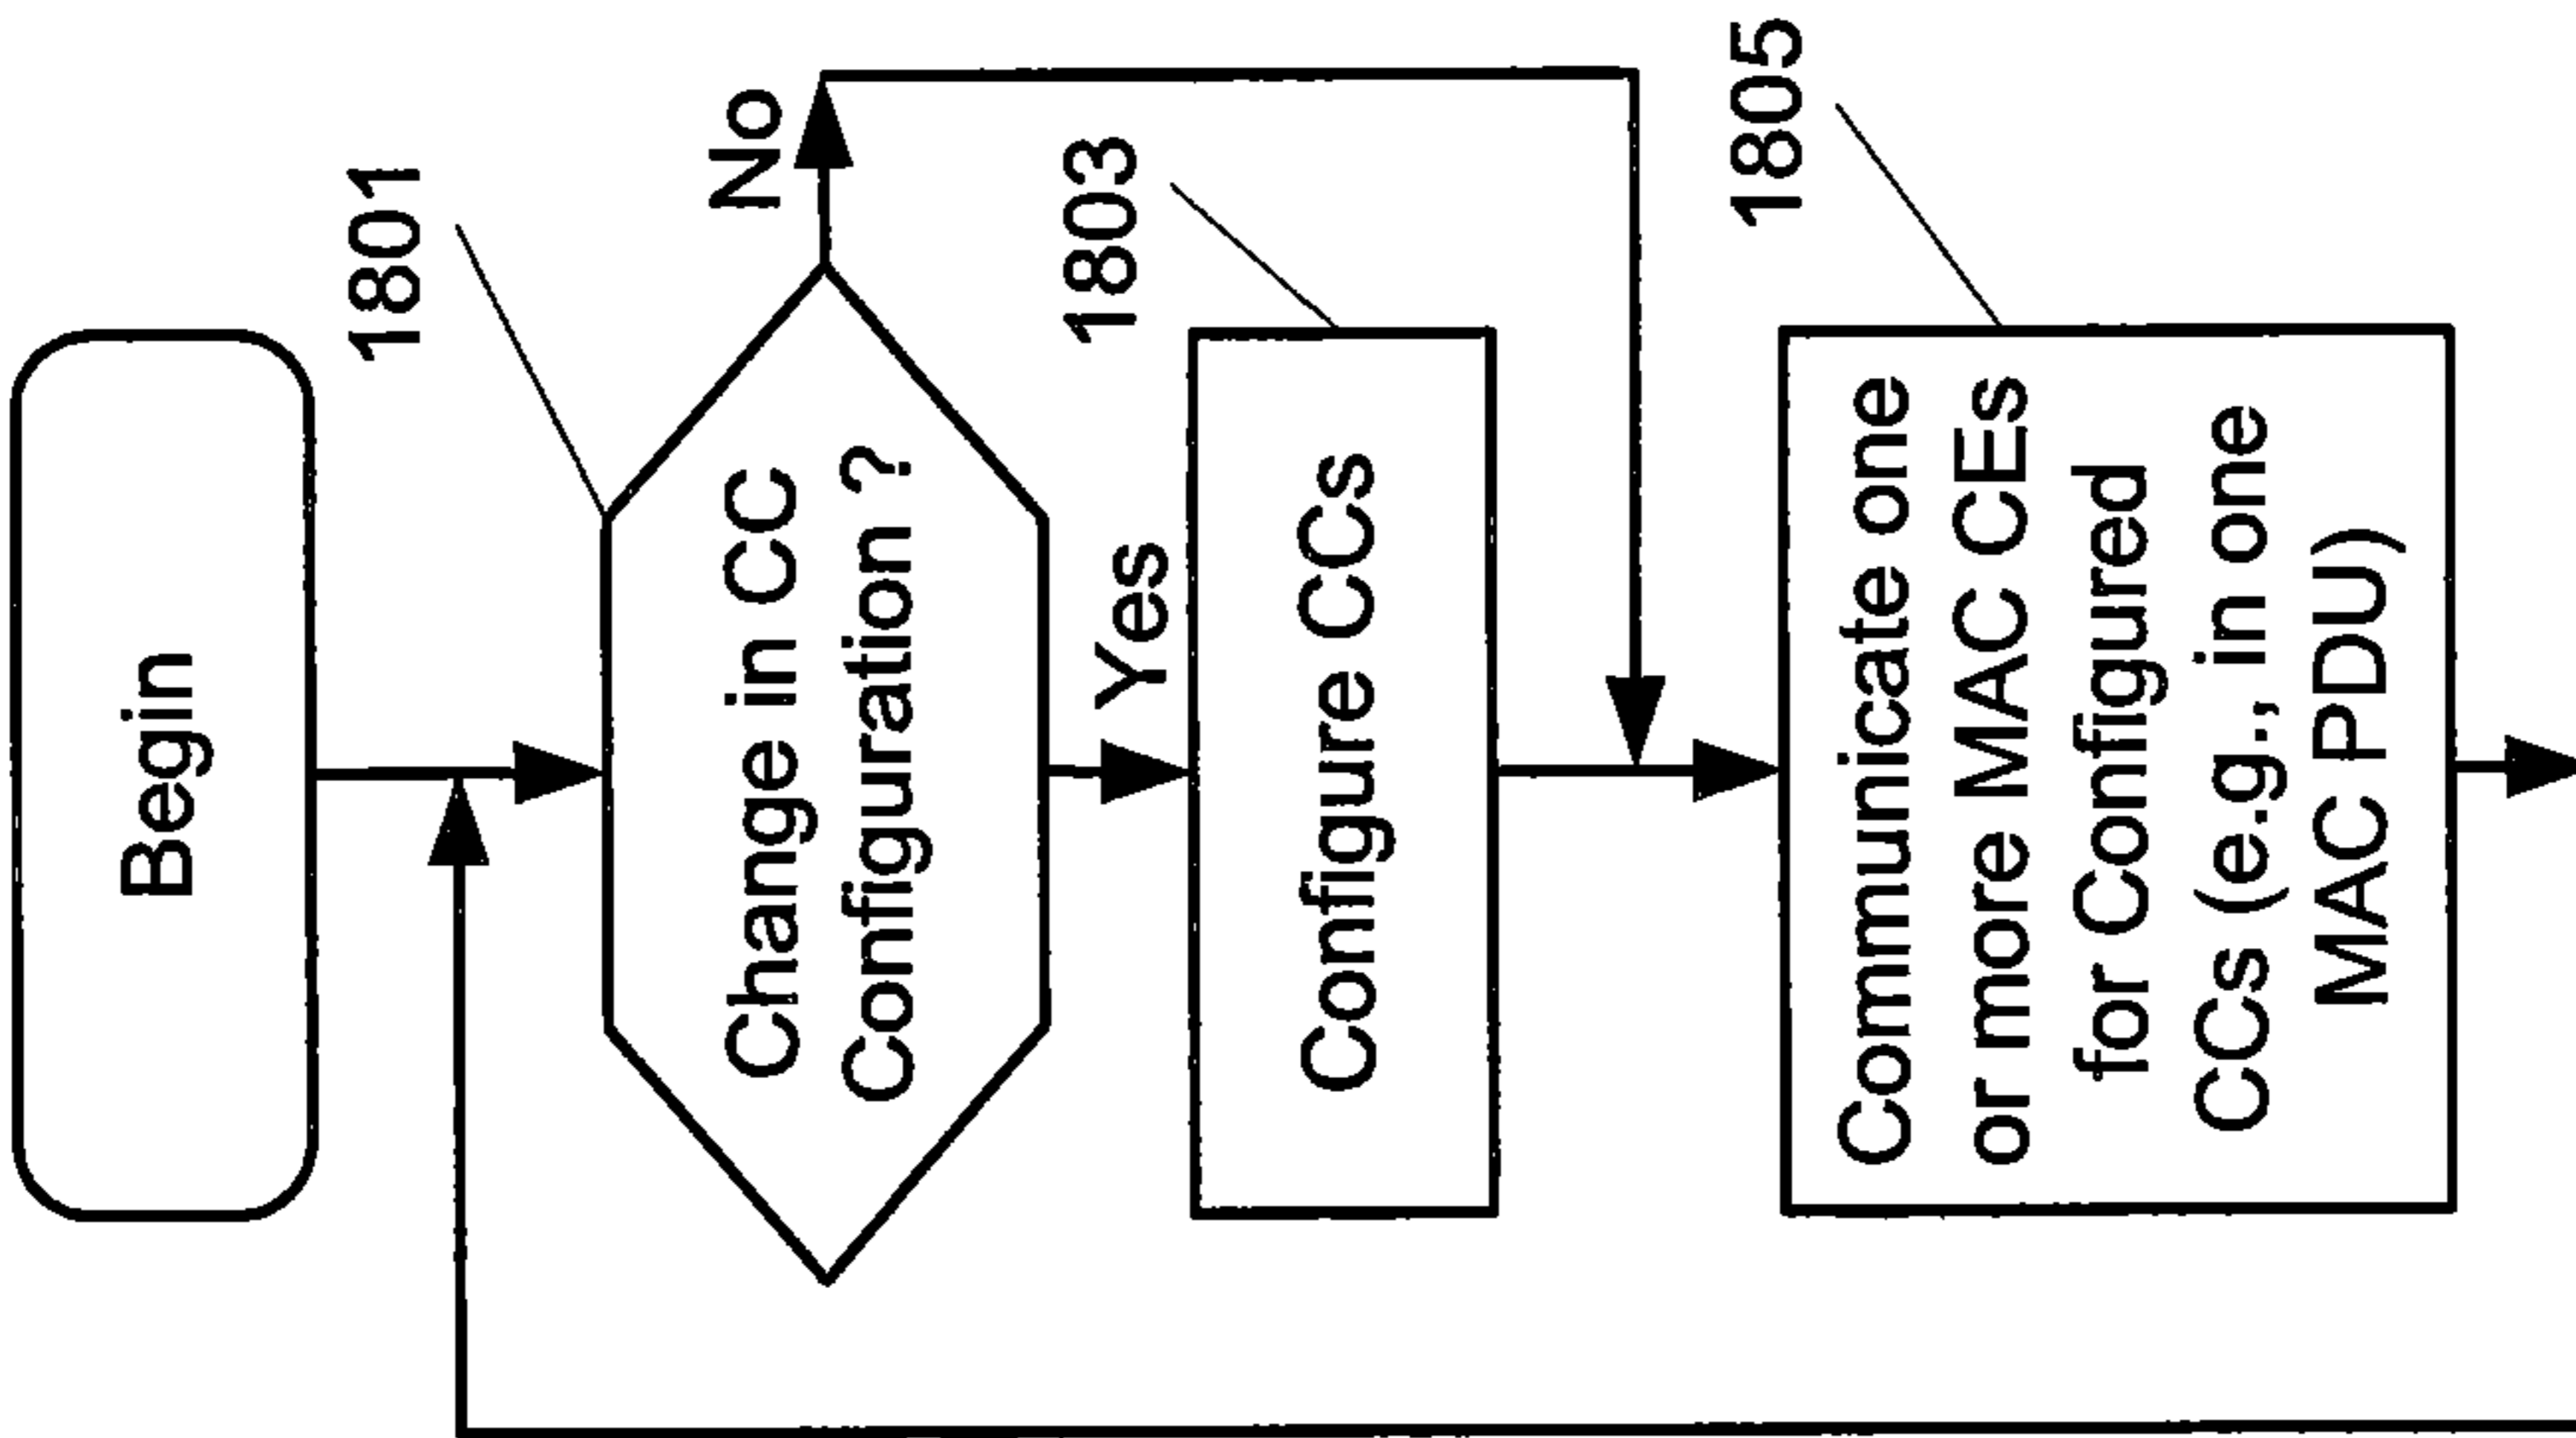 Begin
1801
Change in CC
Configuration ?
No
Yes
1803
Configure CCs
1805
Communicate one
or more MAC CEs
for Configured
CCs (e.g., in one
MAC PDU)